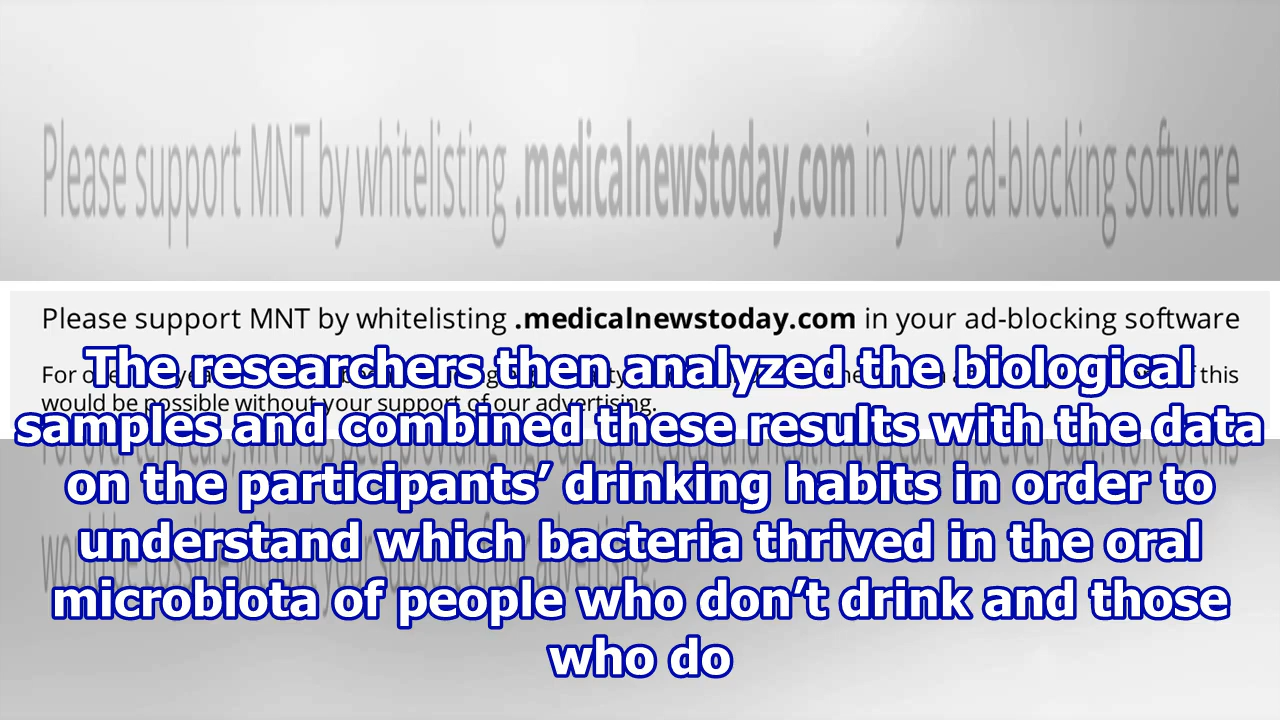 Please support MNT by whitelisting .medicalnewstoday.com in your ad-blocking software
Please support MNT by whitelisting .medicalnewstoday.com in your ad-blocking software
The researchers then analyzed the biological
For of this
would be possible without your support of our advertising.
samples and combined these results with the data
on the participants’ drinking habits in order to
understand which bacteria thrived in the oral
microbiota of people who don’t drink and those
who do